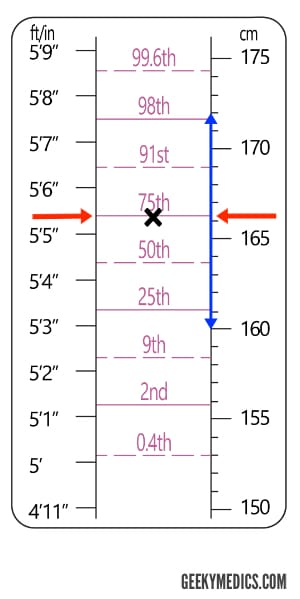 ft/in cm
5'9" 99.6th 175
5'8" 98th
5'7" 91st 170
5'6" 75th
5'5" 50th 165
5'4" 25th
5'3" 9th 160
5'2" 2nd
5'1" 0.4th 155
5'
4'11" 150
GEEKYMEDICS.COM